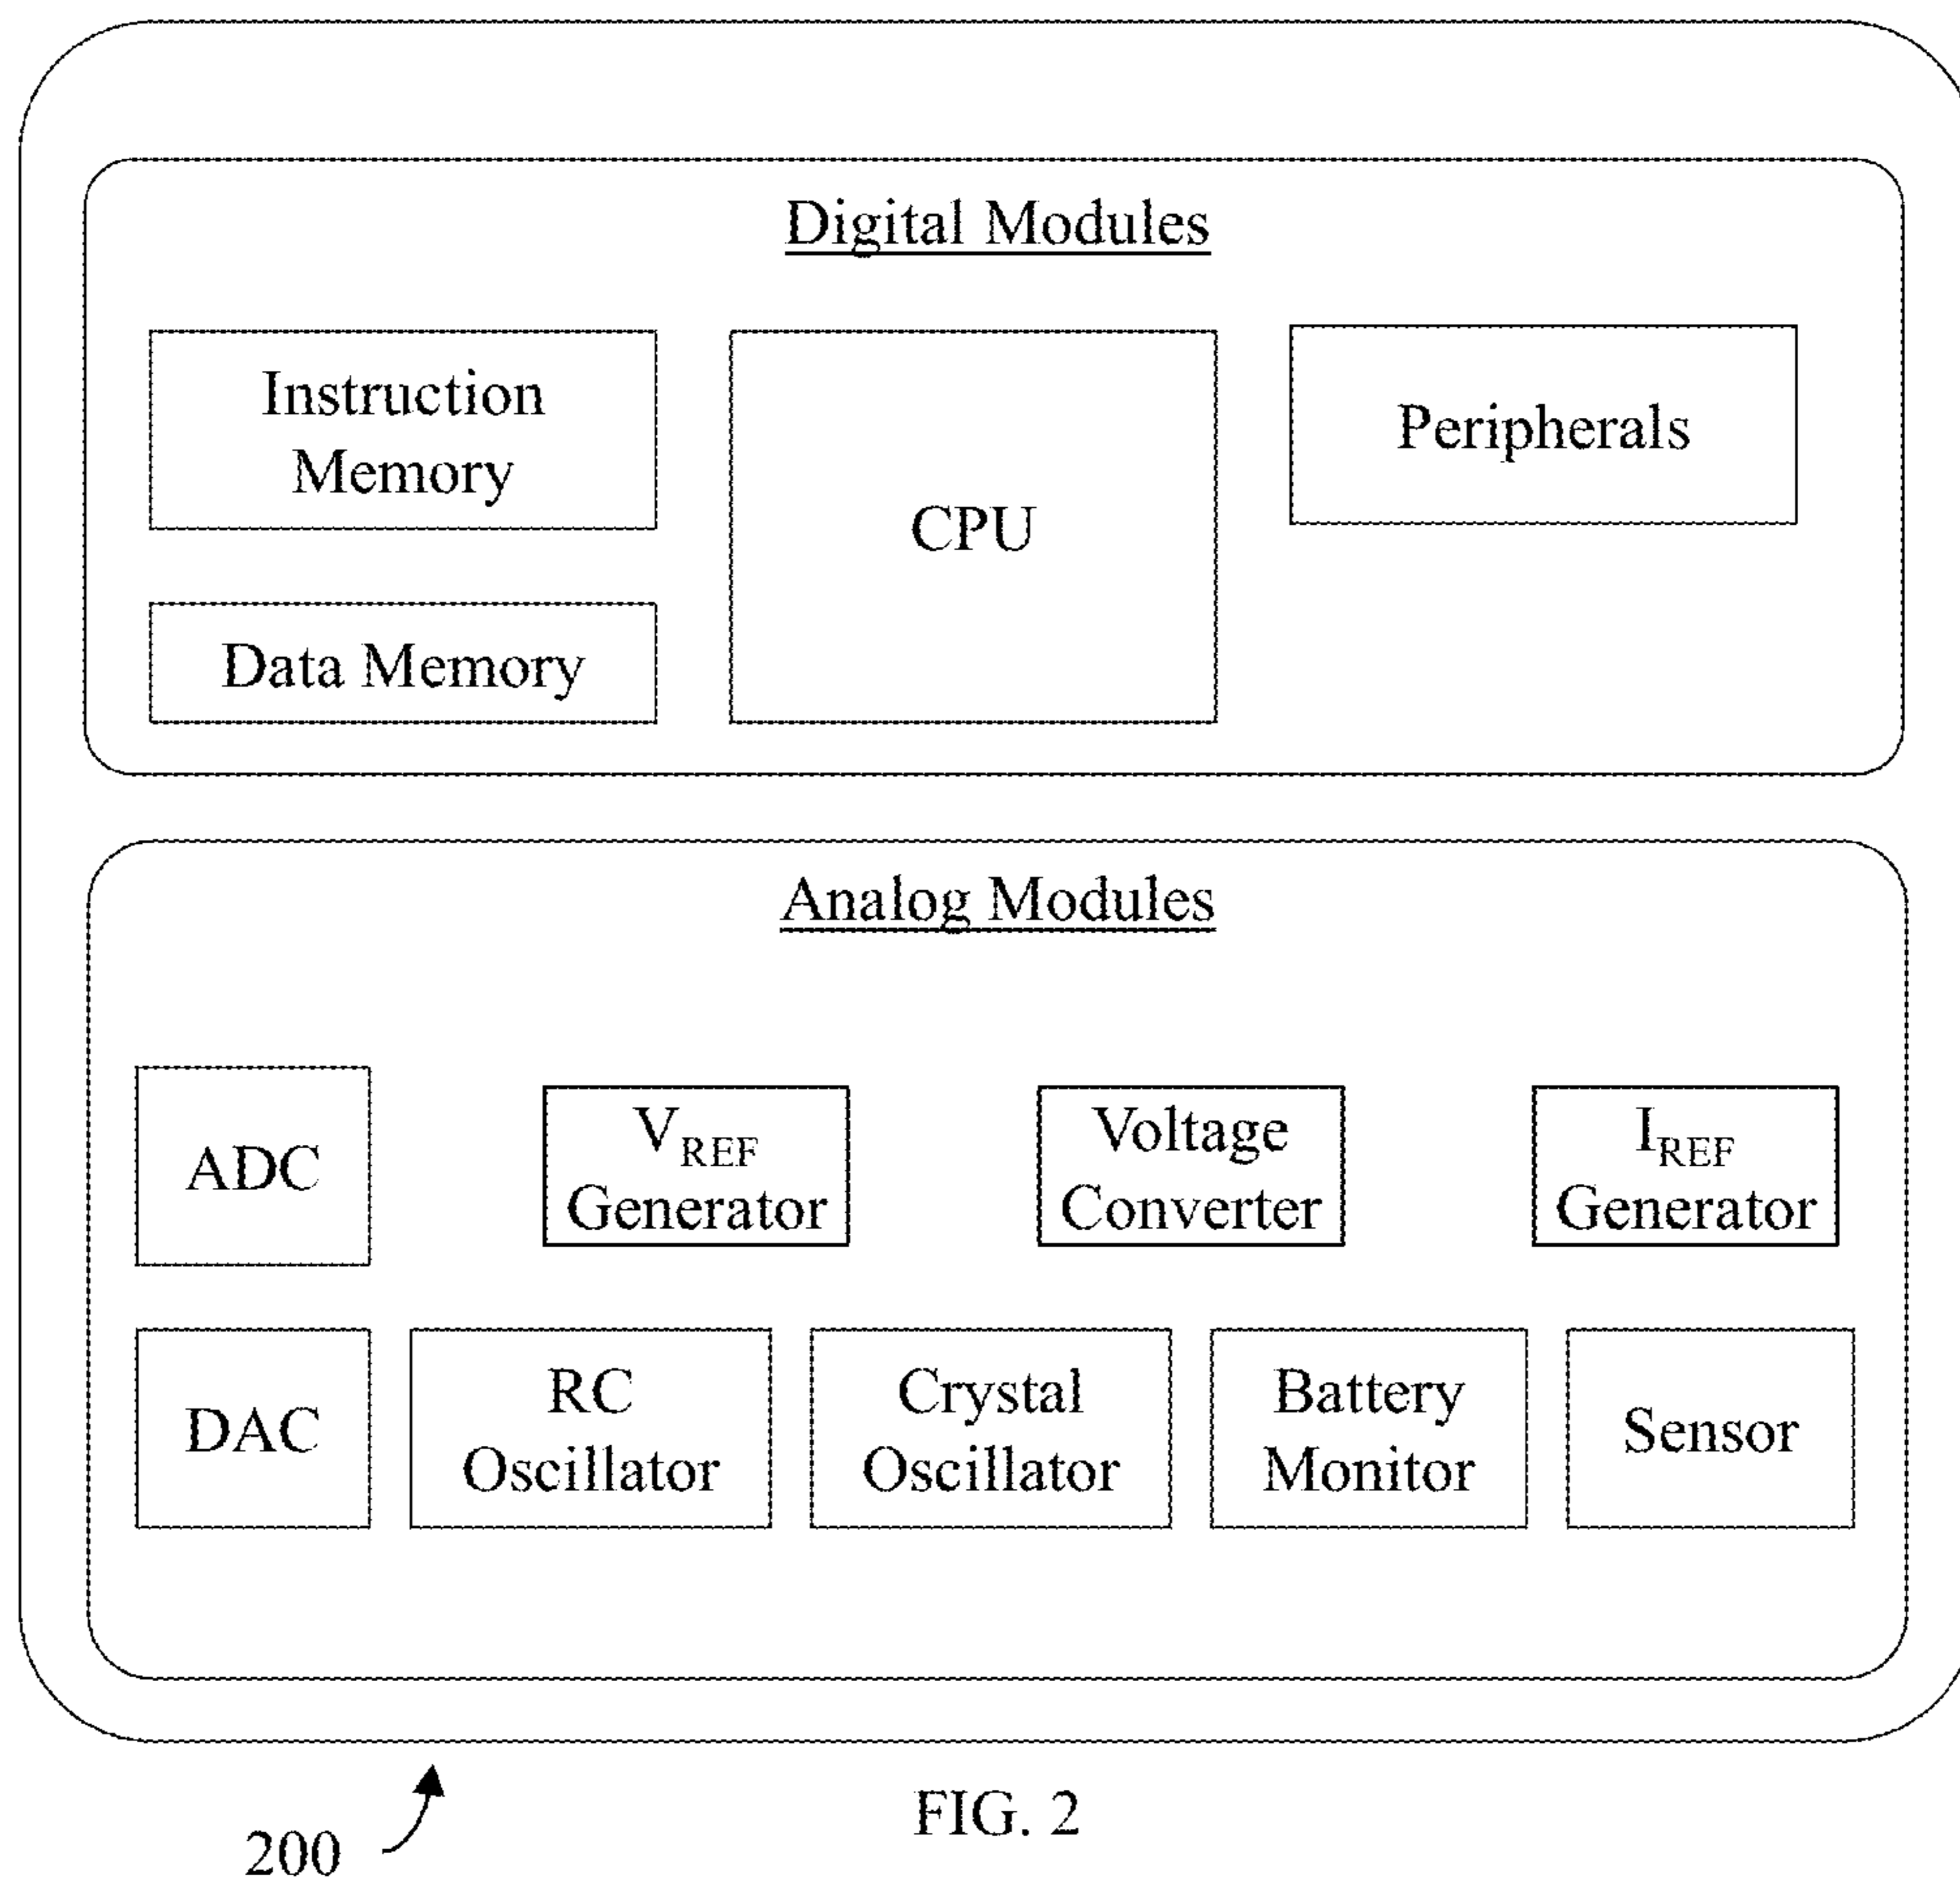 Digital Modules
Instruction
Memory
CPU
Peripherals
Data Memory
Analog Modules
ADC
VREF
Generator
Voltage
Converter
IREF
Generator
DAC
RC
Oscillator
Crystal
Oscillator
Battery
Monitor
Sensor
200
FIG. 2